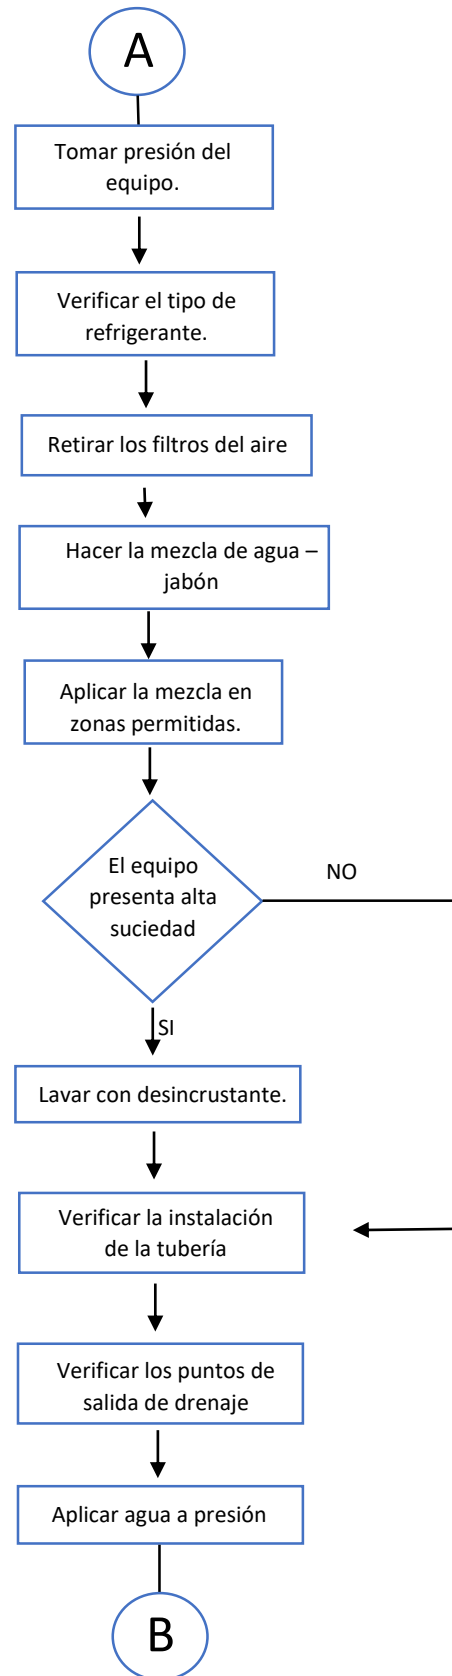 A
Tomar presión del
equipo.
Verificar el tipo de
refrigerante.
Retirar los filtros del aire
Hacer la mezcla de agua –
jabón
Aplicar la mezcla en
zonas permitidas.
El equipo
presenta alta
suciedad
NO
SI
Lavar con desincrustante.
Verificar la instalación
de la tubería
Verificar los puntos de
salida de drenaje
Aplicar agua a presión
B